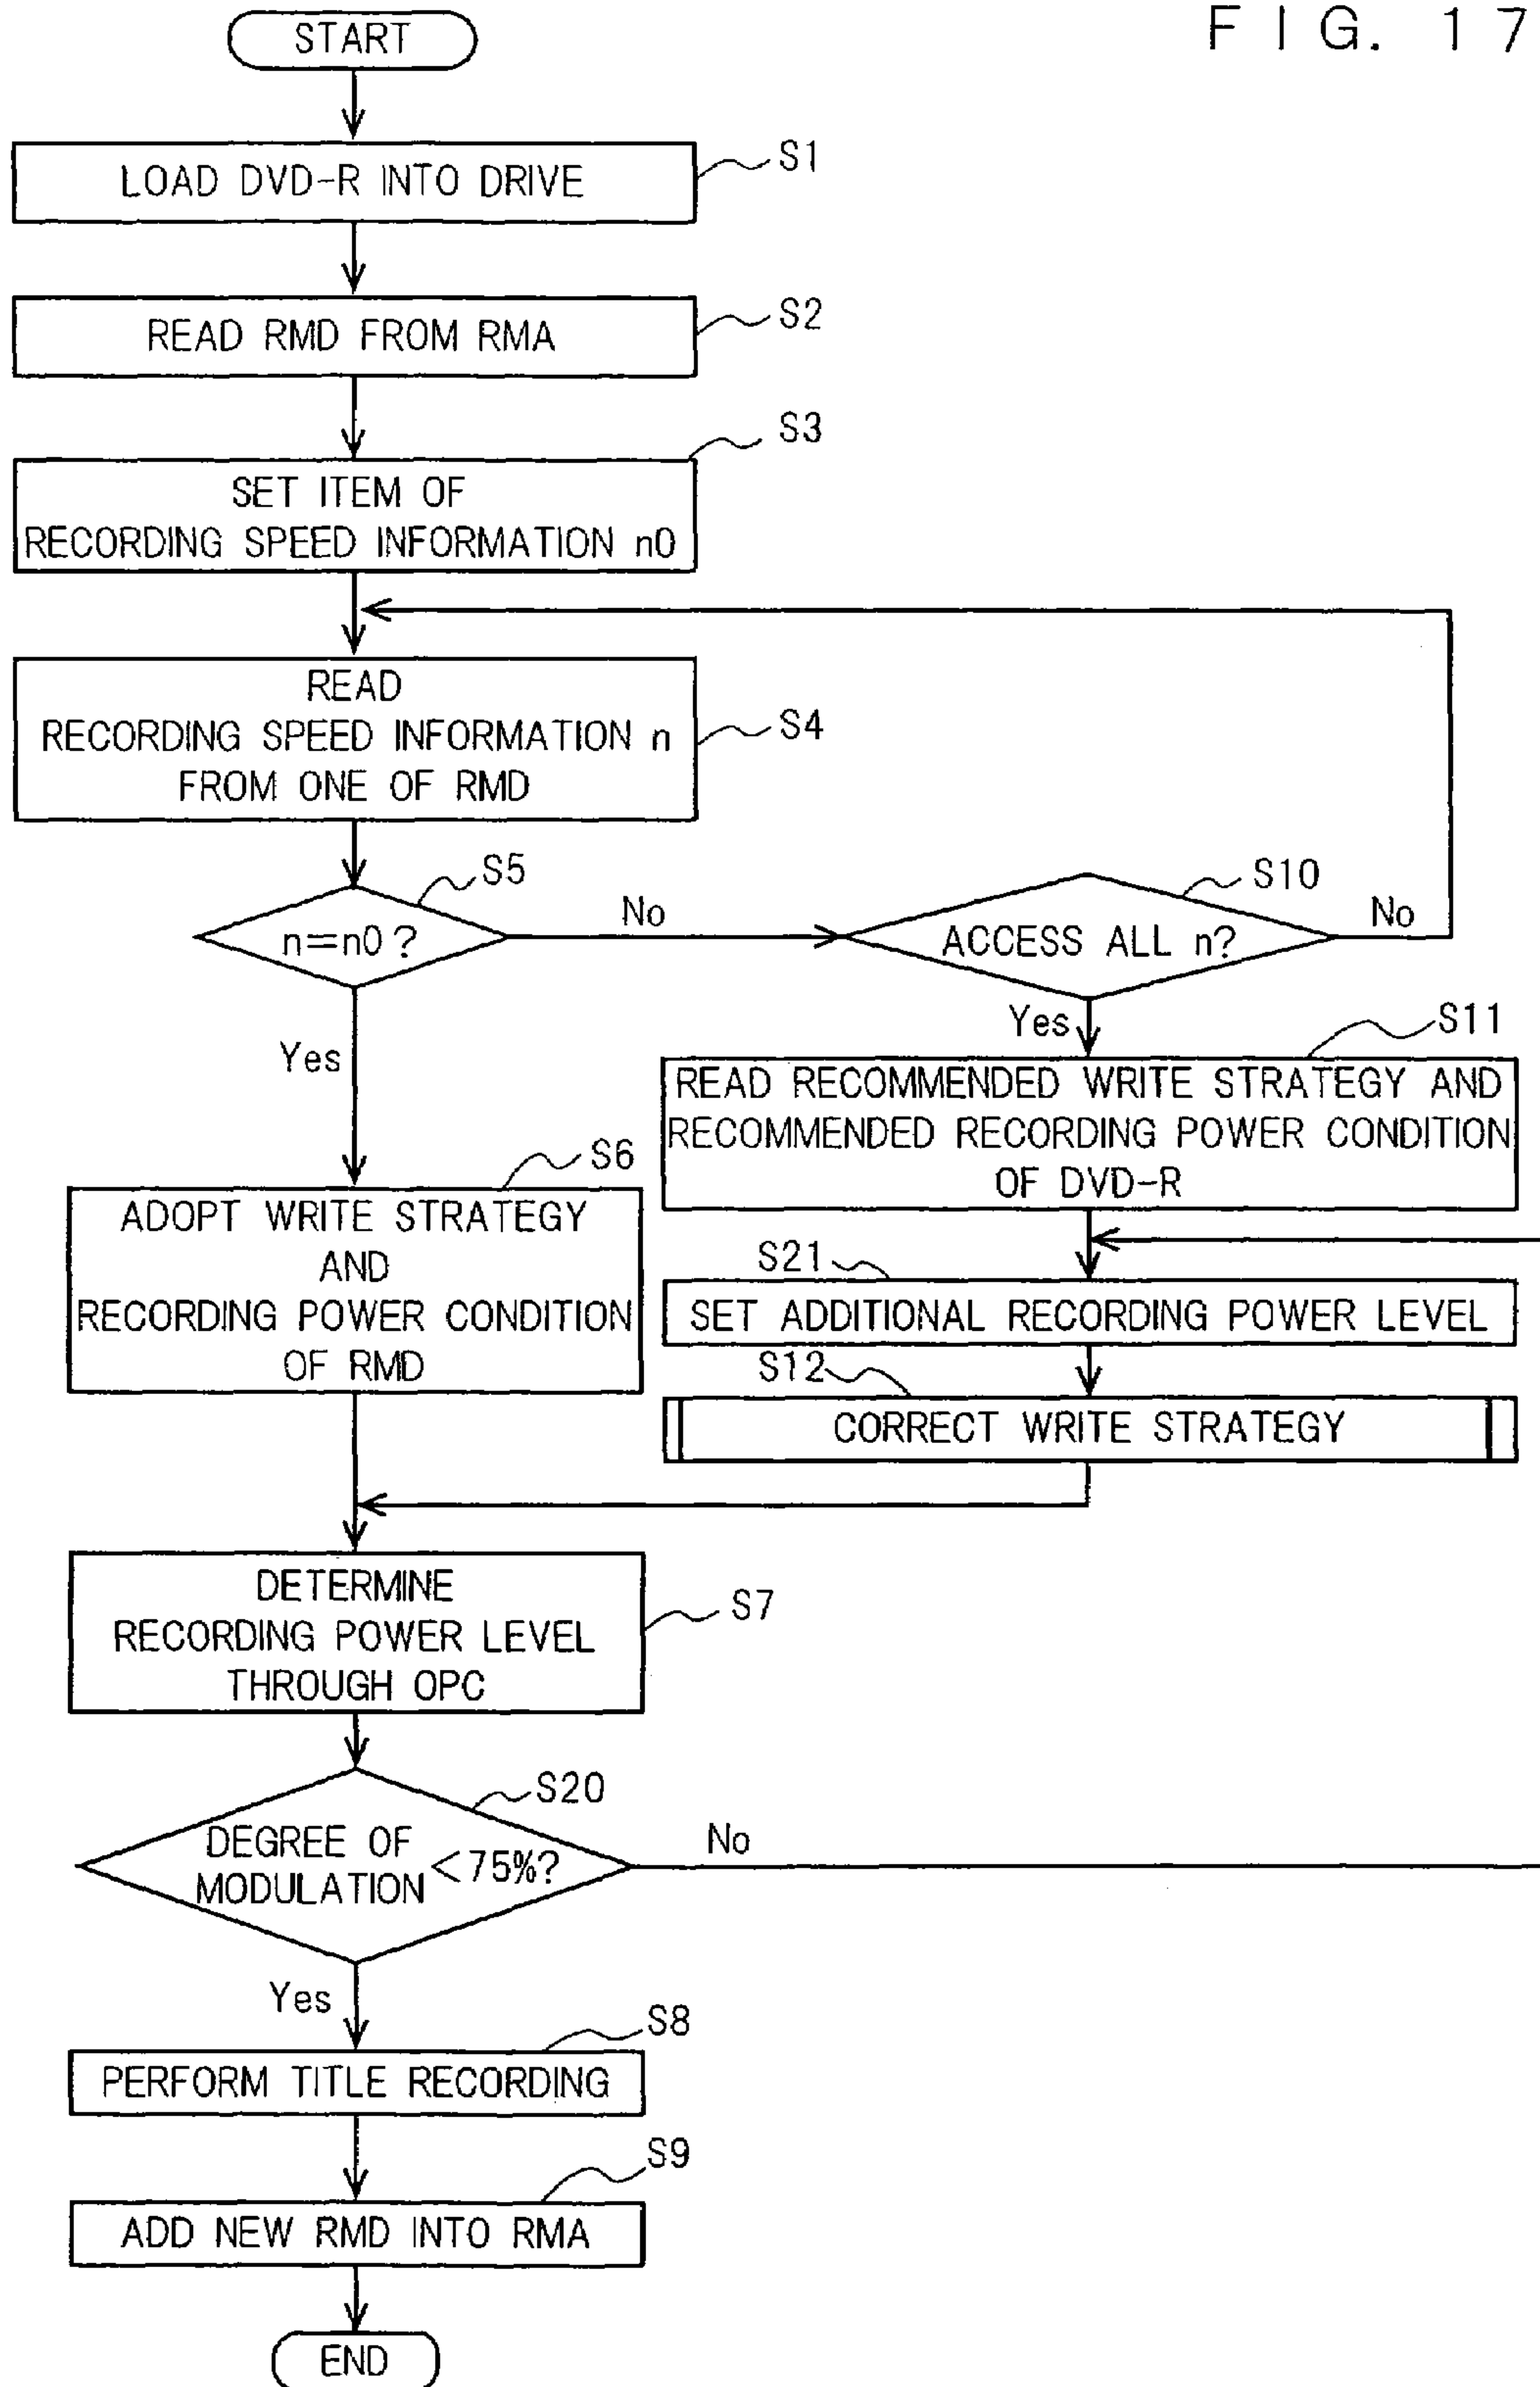 FIG. 17
START
LOAD DVD-R INTO DRIVE
S1
READ RMD FROM RMA
S2
S3
SET ITEM OF
RECORDING SPEED INFORMATION n0
READ
RECORDING SPEED INFORMATION n
FROM ONE OF RMD
S4
S5
n==n0?
No
S10
ACCESS ALL n?
No
Yes
Yes
S11
READ RECOMMENDED WRITE STRATEGY AND
RECOMMENDED RECORDING POWER CONDITION
OF DVD-R
S6
ADOPT WRITE STRATEGY
AND
RECORDING POWER CONDITION
OF RMD
S21
SET ADDITIONAL RECORDING POWER LEVEL
S12
CORRECT WRITE STRATEGY
DETERMINE
RECORDING POWER LEVEL
THROUGH OPC
S7
S20
DEGREE OF
MODULATION <75%?
No
Yes
S8
PERFORM TITLE RECORDING
S9
ADD NEW RMD INTO RMA
END